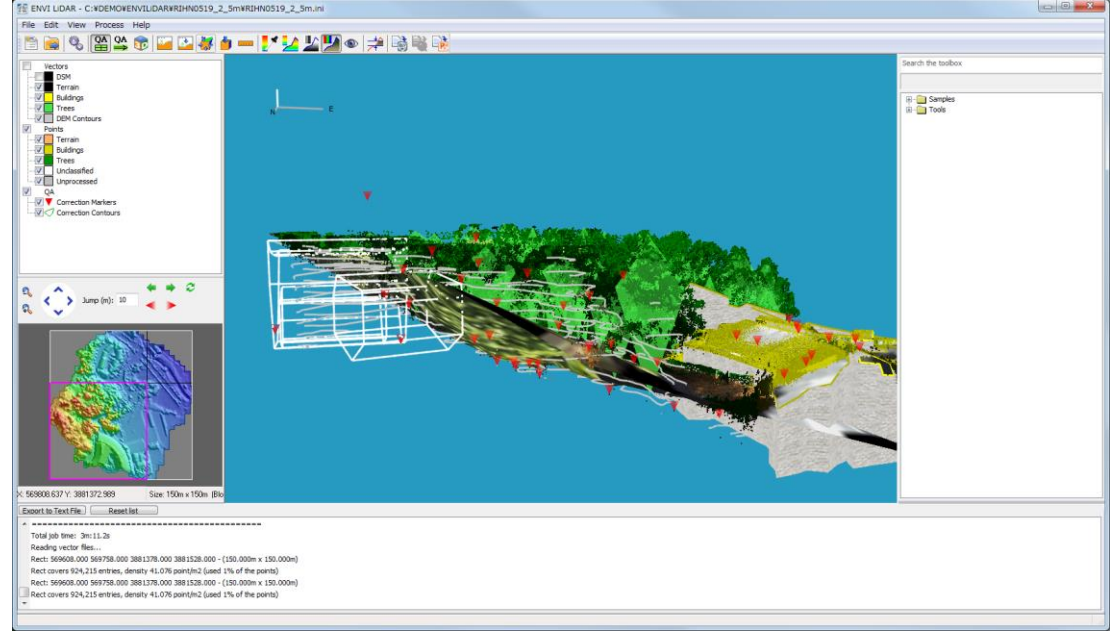 ENVI LiDAR - C:¥DEMO¥ENVILiDAR¥RIHN0519_2_5m¥RIHN0519_2_5m.ini
File Edit View Process Help
QA QA
Vectors
DSM
Terrain
Buildings
Trees
DEM Contours
Points
Terrain
Buildings
Trees
Unclassified
Unprocessed
QA
Correction Markers
Correction Contours
Jump (m): 10
X: 569808.637 Y: 3881372.989 Size: 150m x 150m (Blo
N E
Search the toolbox
Samples
Tools
Export to Text File Reset list
==============================================
Total job time: 3m:11.2s
Reading vector files...
Rect: 569608.000 569758.000 3881378.000 3881528.000 - (150.000m x 150.000m)
Rect covers 924,215 entries, density 41.076 point/m2 (used 1% of the points)
Rect: 569608.000 569758.000 3881378.000 3881528.000 - (150.000m x 150.000m)
Rect covers 924,215 entries, density 41.076 point/m2 (used 1% of the points)